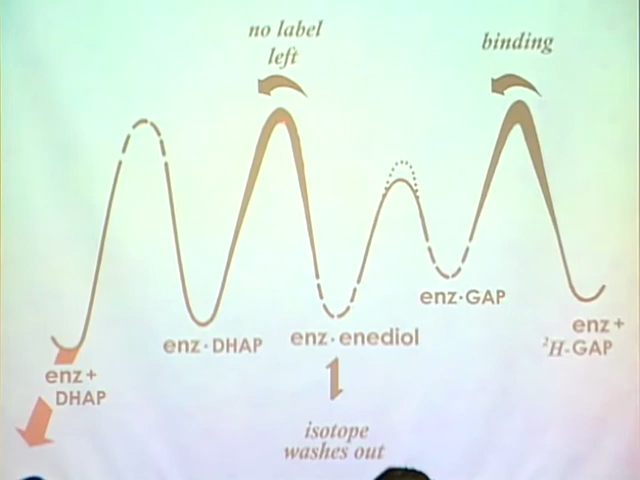 no label
left
binding
enz·GAP
enz·DHAP
enz·enediol
enz+
²H-GAP
enz+
DHAP
isotope
washes out